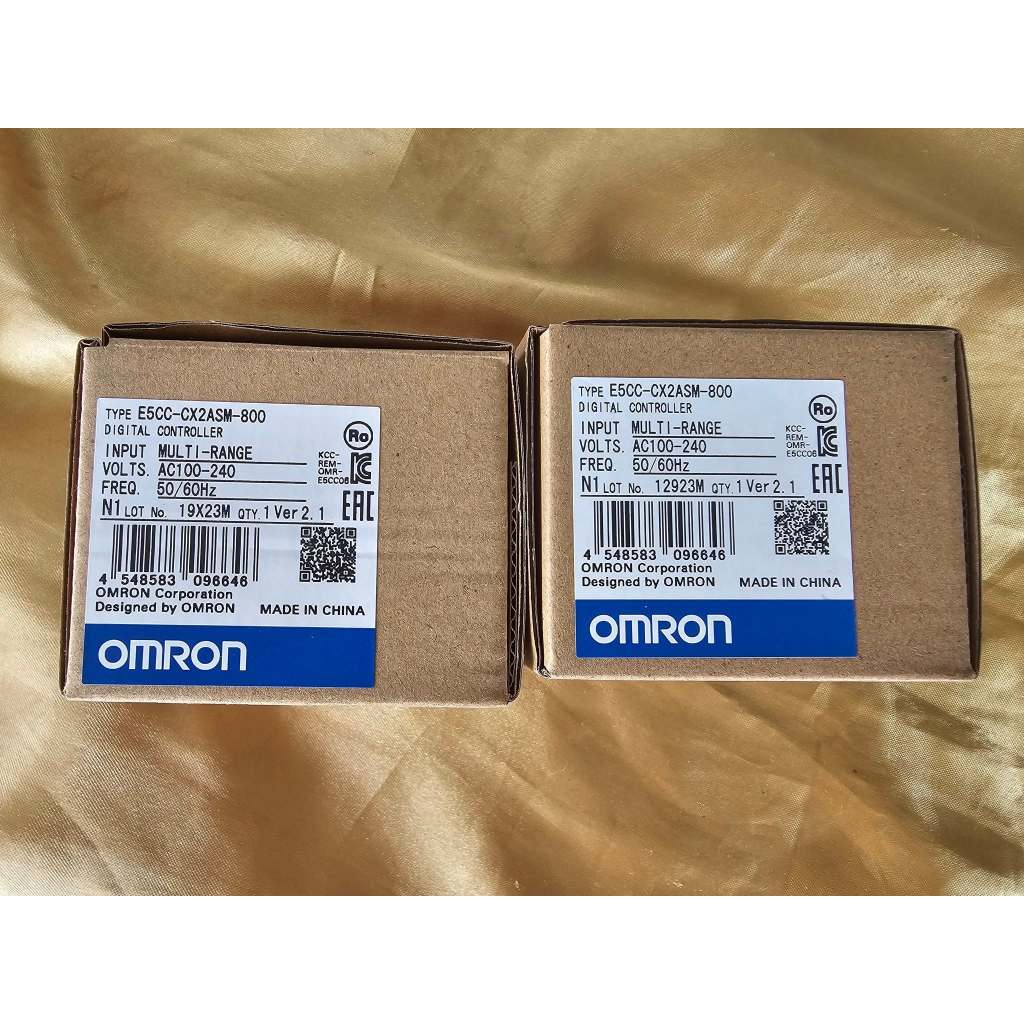 TYPE E5CC-CX2ASM-800
DIGITAL CONTROLLER
INPUT MULTI-RANGE
VOLTS. AC100-240
FREQ. 50/60Hz
N1 LOT No. 19X23M QTY.1 Ver 2.1
Ro
KCC-
REM-
OMR-
E5CC06
EAC
4 548583 096646
OMRON Corporation
Designed by OMRON MADE IN CHINA
OMRON
TYPE E5CC-CX2ASM-800
DIGITAL CONTROLLER
INPUT MULTI-RANGE
VOLTS. AC100-240
FREQ. 50/60Hz
N1 LOT No. 12923M QTY.1 Ver 2.1
Ro
KCC-
REM-
OMR-
E5CC06
EAC
4 548583 096646
OMRON Corporation
Designed by OMRON MADE IN CHINA
OMRON